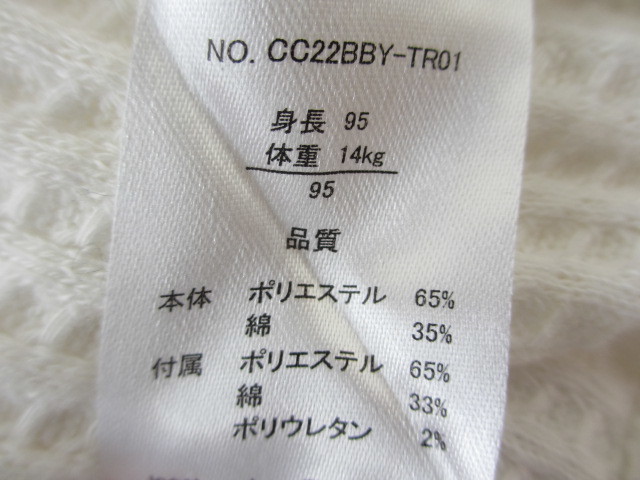 NO. CC22BBY-TR01
身長 95
体重 14kg
95
品質
本体 ポリエステル 65%
綿 35%
付属 ポリエステル 65%
綿 33%
ポリウレタン 2%